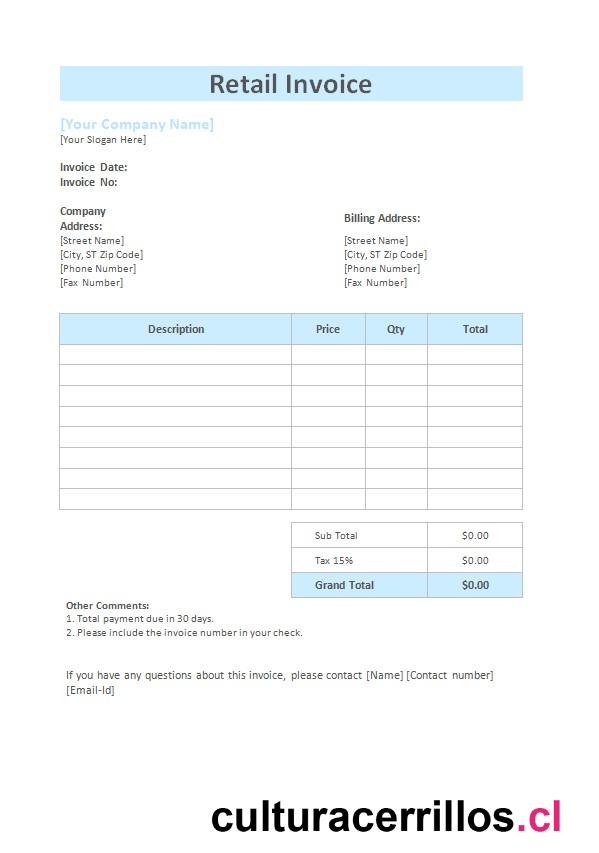 Retail Invoice
[Your Company Name]
[Your Slogan Here]
Invoice Date:
Invoice No:
Company
Address:
[Street Name]
[City, ST Zip Code]
[Phone Number]
[Fax Number]
Billing Address:
[Street Name]
[City, ST Zip Code]
[Phone Number]
[Fax Number]
Description Price Qty Total
Sub Total $0.00
Tax 15% $0.00
Grand Total $0.00
Other Comments:
1. Total payment due in 30 days.
2. Please include the invoice number in your check.
If you have any questions about this invoice, please contact [Name] [Contact number]
[Email-Id]
culturacerrillos.cl